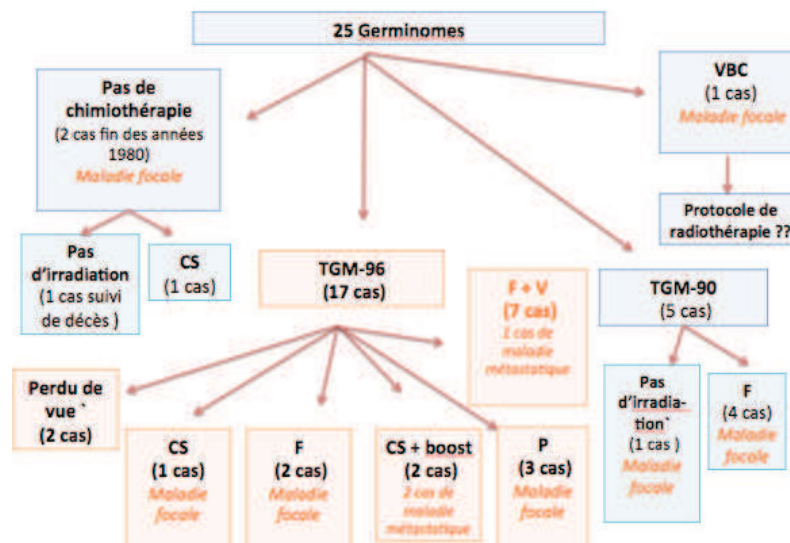 25 Germinomes
Pas de
chimiothérapie
(2 cas fin des années
1980)
Maladie focale
VBC
(1 cas)
Maladie focale
Protocole de
radiothérapie ??
Pas
d'irradiation
(1 cas suivi
de décès )
CS
(1 cas)
TGM-96
(17 cas)
F + V
(7 cas)
1 cas de
maladie
métastatique
TGM-90
(5 cas)
Perdu de
vue `
(2 cas)
CS
(1 cas)
Maladie
focale
F
(2 cas)
Maladie
focale
CS + boost
(2 cas)
2 cas de
maladie
métastatique
P
(3 cas)
Maladie
focale
Pas
d'irradia-
tion`
(1 cas )
Maladie
focale
F
(4 cas)
Maladie
focale